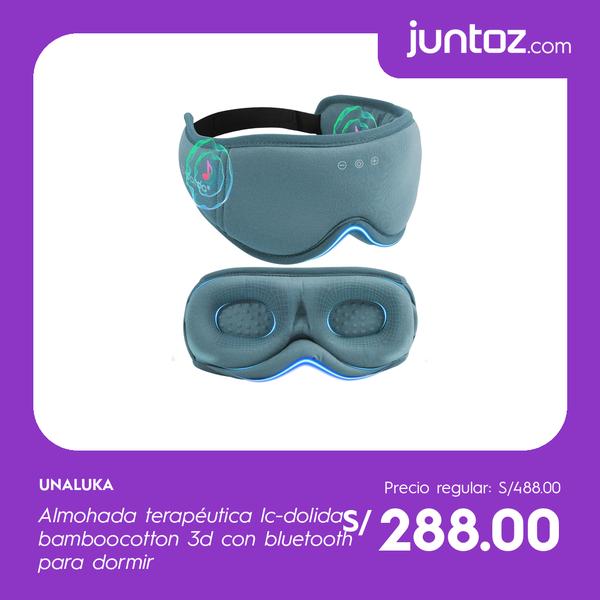 juntoz.com
UNALUKA
Precio regular: S/488.00
Almohada terapéutica lc-dolida
bamboocotton 3d con bluetooth
para dormir
S/ 288.00